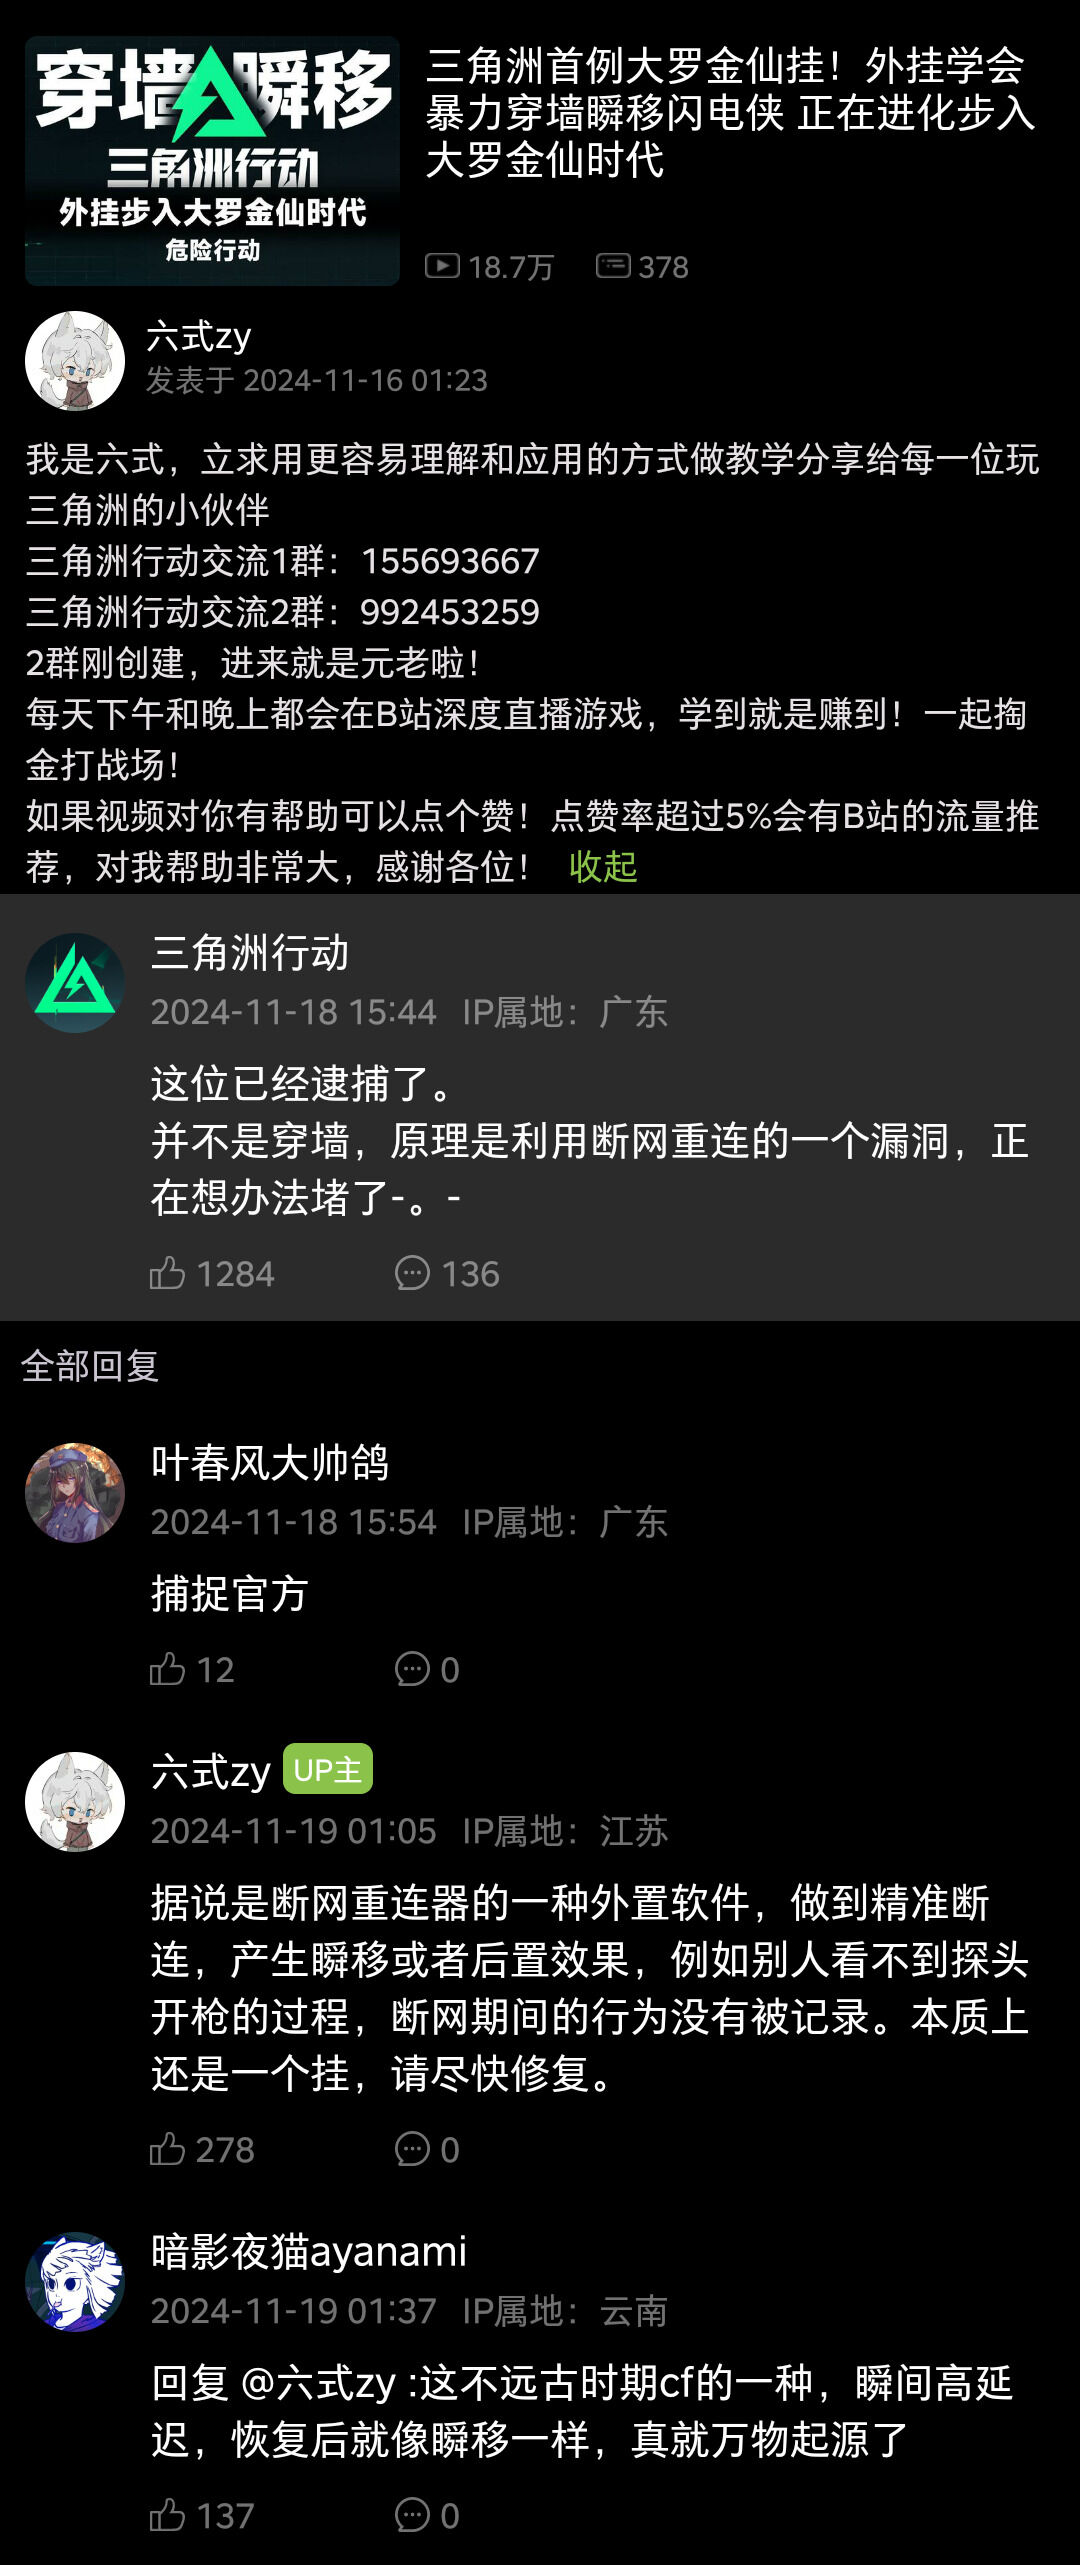 穿墙瞬移
三角洲行动
外挂步入大罗金仙时代
危险行动
三角洲首例大罗金仙挂！外挂学会
暴力穿墙瞬移闪电侠 正在进化步入
大罗金仙时代
18.7万 378
六式zy
发表于 2024-11-16 01:23
我是六式，立求用更容易理解和应用的方式做教学分享给每一位玩
三角洲的小伙伴
三角洲行动交流1群：155693667
三角洲行动交流2群：992453259
2群刚创建，进来就是元老啦！
每天下午和晚上都会在B站深度直播游戏，学到就是赚到！一起掏
金打战场！
如果视频对你有帮助可以点个赞！点赞率超过5%会有B站的流量推
荐，对我帮助非常大，感谢各位！ 收起
三角洲行动
2024-11-18 15:44 IP属地：广东
这位已经逮捕了。
并不是穿墙，原理是利用断网重连的一个漏洞，正
在想办法堵了-。-
1284 136
全部回复
叶春风大帅鸽
2024-11-18 15:54 IP属地：广东
捕捉官方
12 0
六式zy UP主
2024-11-19 01:05 IP属地：江苏
据说是断网重连器的一种外置软件，做到精准断
连，产生瞬移或者后置效果，例如别人看不到探头
开枪的过程，断网期间的行为没有被记录。本质上
还是一个挂，请尽快修复。
278 0
暗影夜猫ayanami
2024-11-19 01:37 IP属地：云南
回复 @六式zy :这不远古时期cf的一种，瞬间高延
迟，恢复后就像瞬移一样，真就万物起源了
137 0